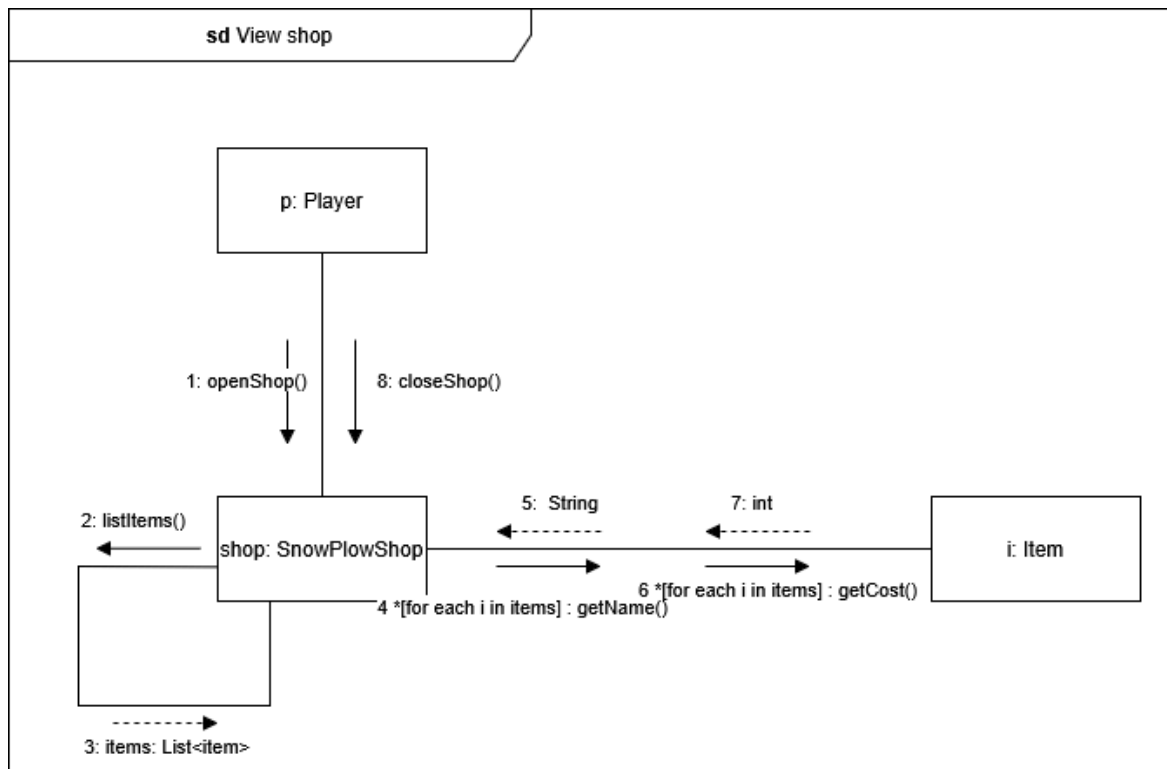 sd View shop
p: Player
1: openShop()
8: closeShop()
2: listItems()
shop: SnowPlowShop
5:  String
7: int
i: Item
4 *[for each i in items] : getName()
6 *[for each i in items] : getCost()
3: items: List<item>